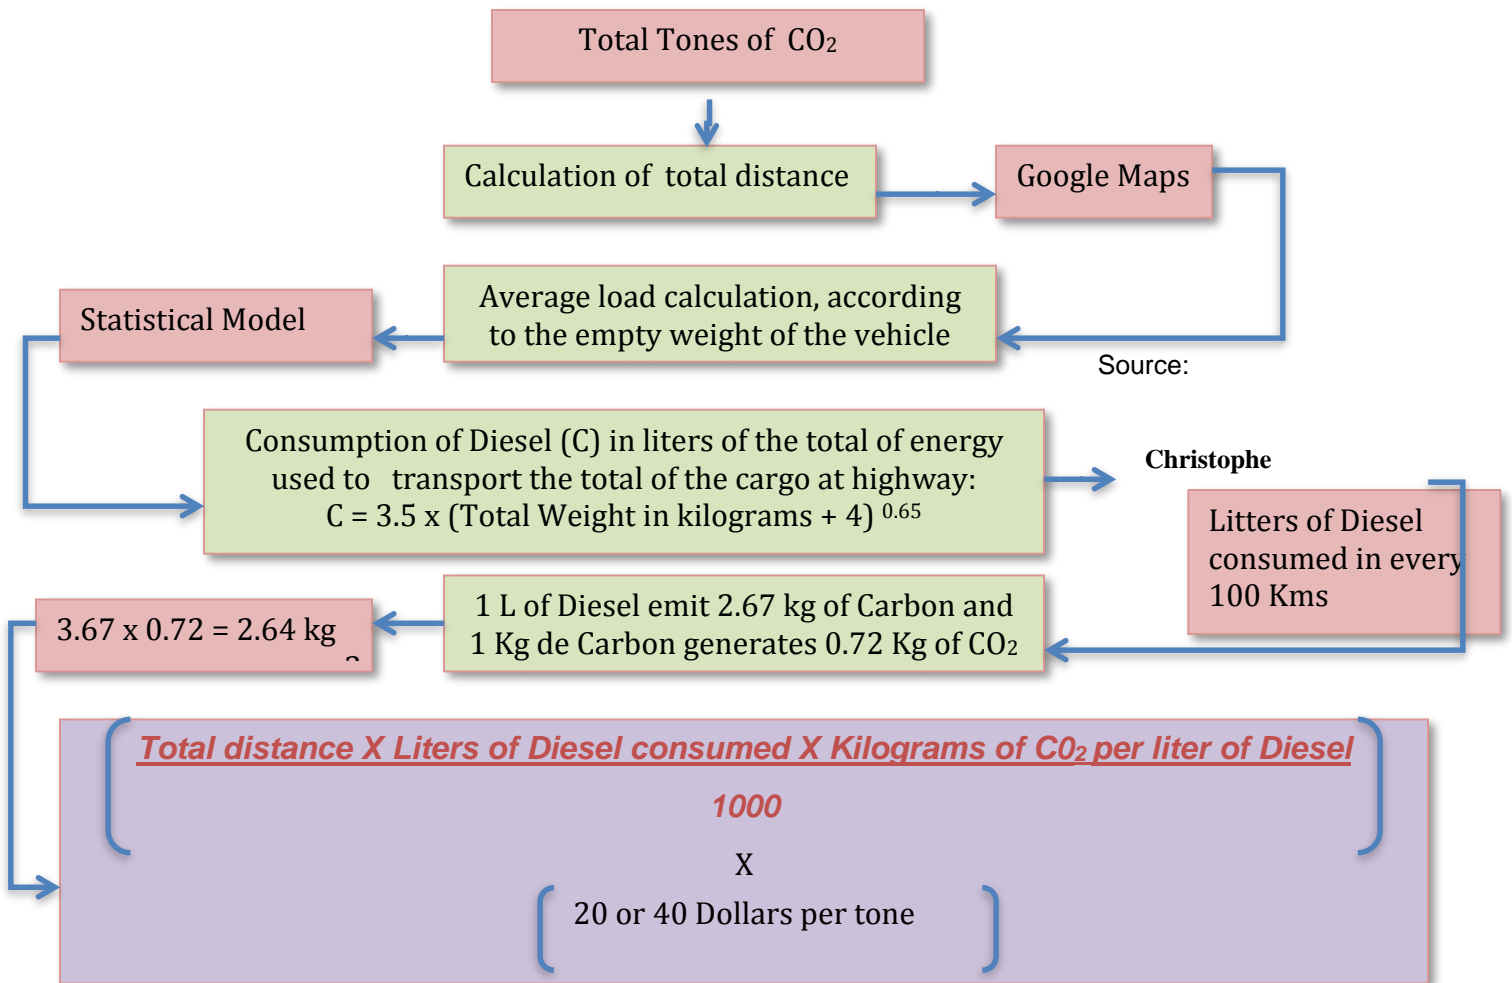 Total Tones of CO₂
Calculation of total distance
Google Maps
Average load calculation, according
to the empty weight of the vehicle
Statistical Model
Source:
Consumption of Diesel (C) in liters of the total of energy
used to transport the total of the cargo at highway:
C = 3.5 x (Total Weight in kilograms + 4) ⁰·⁶⁵
Christophe
Litters of Diesel
consumed in every
100 Kms
1 L of Diesel emit 2.67 kg of Carbon and
1 Kg de Carbon generates 0.72 Kg of CO₂
3.67 x 0.72 = 2.64 kg
Total distance X Liters of Diesel consumed X Kilograms of C0₂ per liter of Diesel
1000
X
20 or 40 Dollars per tone